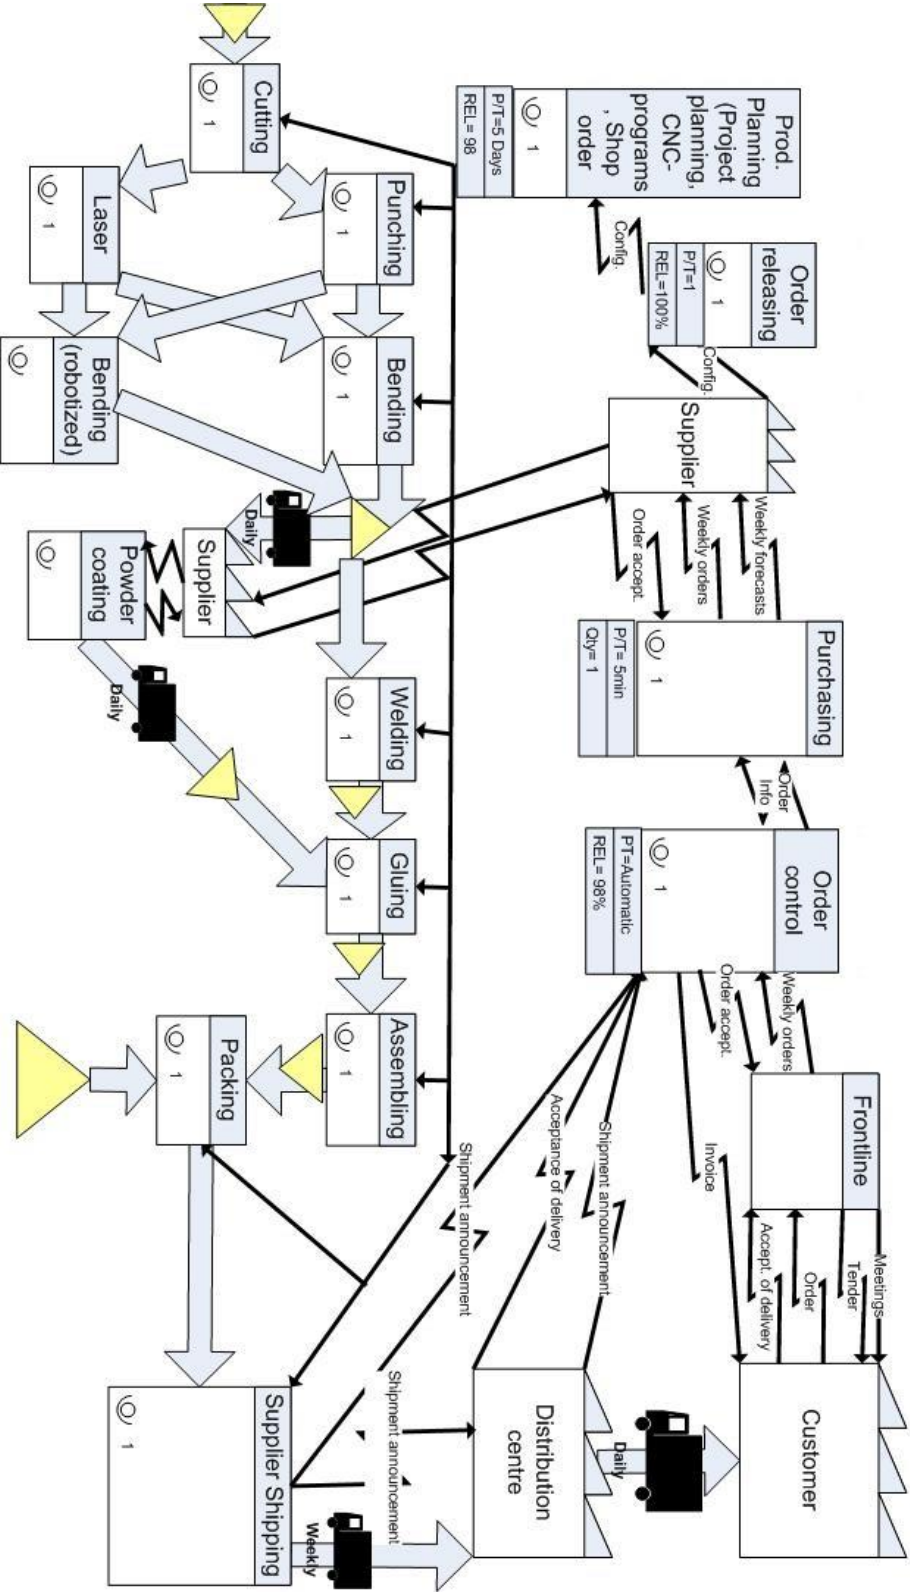 Prod.
Planning
(Project
planning,
CNC-
programs
, Shop
order
1
P/T=5 Days
REL= 98
Order
releasing
1
P/T=1
REL=100%
Config.
Config.
Supplier
Weekly forecasts
Weekly orders
Order accept.
Purchasing
1
P/T= 5min
Qty= 1
Order
Info
Order
control
1
PT=Automatic
REL= 98%
Weekly orders
Order accept.
Frontline
Invoice
Meetings
Tender
Order
Accept. of delivery
Customer
Shipment announcement
Acceptance of delivery
Shipment announcement
Shipment announcement
Distribution
centre
Daily
Cutting
1
Punching
1
Laser
1
Bending
1
Bending
(robotized)
Daily
Supplier
Powder
coating
Daily
Welding
1
Gluing
1
Assembling
1
Packing
1
Supplier Shipping
1
Weekly